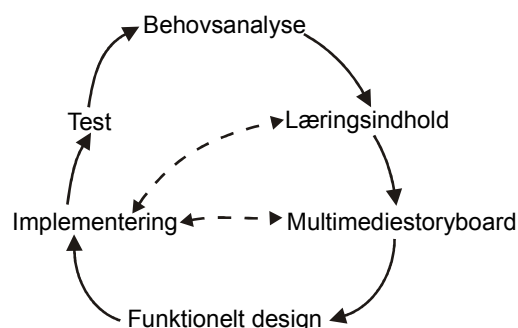 Behovsanalyse
Test
Læringsindhold
Implementering
Multimediestoryboard
Funktionelt design